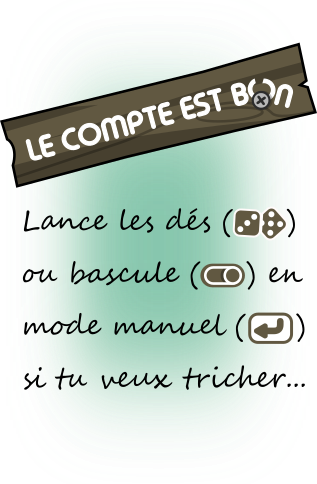 LE COMPTE EST BON
Lance les dés ( )
ou bascule ( ) en
mode manuel ( )
si tu veux tricher...